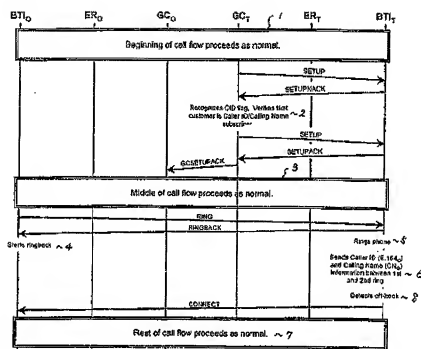 BTI_O ER_O GC_O GC_T ER_T BTI_T
1
Beginning of call flow proceeds as normal.
SETUP
SETUPNACK
Recognizes CID flag, Verifies that
customer is Caller ID/Calling Name
subscriber
~2
SETUP
SETUPACK
GCSETUPACK
3
Middle of call flow proceeds as normal.
RING
RINGBACK
Starts ringback ~4
Rings phone ~5
Sends Caller ID (E.164_O)
and Calling Name (CN_O)
Information between 1st
and 2nd ring
~6
Detects off-hook ~8
CONNECT
Rest of call flow proceeds as normal. ~7